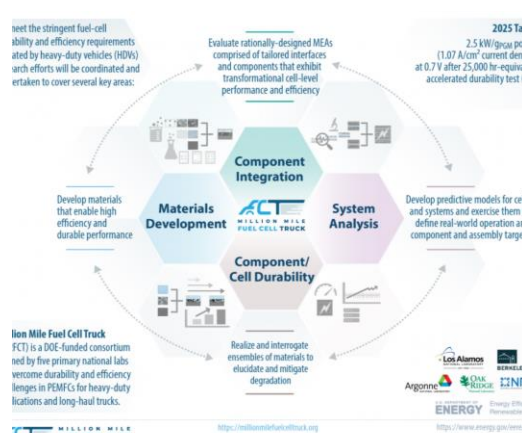 neet the stringent fuel-cell
ability and efficiency requirements
ated by heavy-duty vehicles (HDVs)
arch efforts will be coordinated and
ertaken to cover several key areas:
Evaluate rationally-designed MEAs
comprised of tailored interfaces
and components that exhibit
transformational cell-level
performance and efficiency
2025 Ta
2.5 kW/gPGM po
(1.07 A/cm² current den
at 0.7 V after 25,000 hr-equiva
accelerated durability test
Component
Integration
Develop materials
that enable high
efficiency and
durable performance
Materials
Development
FCT
MILLION MILE
FUEL CELL TRUCK
System
Analysis
Develop predictive models for ce
and systems and exercise them
define real-world operation a
component and assembly targe
Component/
Cell Durability
lion Mile Fuel Cell Truck
FCT) is a DOE-funded consortium
ned by five primary national labs
vercome durability and efficiency
llenges in PEMFCs for heavy-duty
lications and long-haul trucks.
Realize and interrogate
ensembles of materials to
elucidate and mitigate
degradation
Los Alamos
BERKELE
Argonne
OAK
RIDGE
ENERGY
Energy Effic
Renewable
MILLION MILE
https://millionmilefuelcelltruck.org
https://www.energy.gov/eere